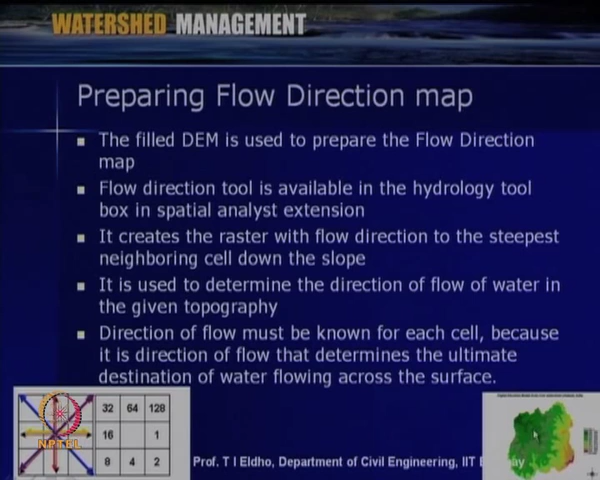 WATERSHED MANAGEMENT
Preparing Flow Direction map
The filled DEM is used to prepare the Flow Direction
map
Flow direction tool is available in the hydrology tool
box in spatial analyst extension
It creates the raster with flow direction to the steepest
neighboring cell down the slope
It is used to determine the direction of flow of water in
the given topography
Direction of flow must be known for each cell, because
it is direction of flow that determines the ultimate
destination of water flowing across the surface.
32 64 128
16 1
8 4 2
NPTEL
Prof. T I Eldho, Department of Civil Engineering, IIT